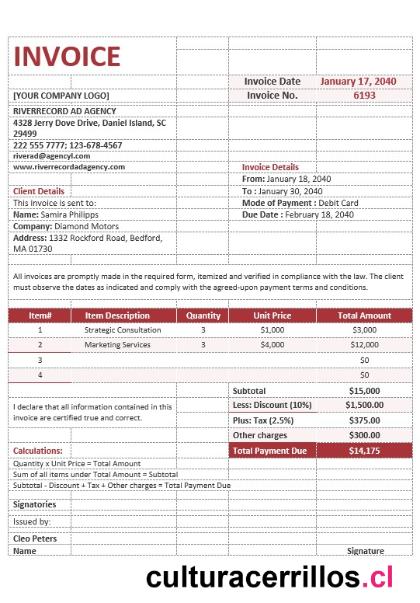 INVOICE
Invoice Date January 17, 2040
[YOUR COMPANY LOGO] Invoice No. 6193
RIVERRECORD AD AGENCY
4328 Jerry Dove Drive, Daniel Island, SC
29499
222 555 7777; 123-678-4567
riverad@agencyl.com
www.riverrecordadagency.com Invoice Details
From: January 18, 2040
Client Details To : January 30, 2040
This Invoice is sent to: Mode of Payment : Debit Card
Name: Samira Philipps Due Date : February 18, 2040
Company: Diamond Motors
Address: 1332 Rockford Road, Bedford,
MA 01730
All invoices are promptly made in the required form, itemized and verified in compliance with the law. The client
must observe the dates as indicated and comply with the agreed-upon payment terms and conditions.
Item# Item Description Quantity Unit Price Total Amount
1 Strategic Consultation 3 $1,000 $3,000
2 Marketing Services 3 $4,000 $12,000
3 $0
4 $0
Subtotal $15,000
I declare that all information contained in this
invoice are certified true and correct.
Less: Discount (10%) $1,500.00
Plus: Tax (2.5%) $375.00
Other charges $300.00
Calculations: Total Payment Due $14,175
Quantity x Unit Price = Total Amount
Sum of all items under Total Amount = Subtotal
Subtotal - Discount + Tax + Other charges = Total Payment Due
Signatories
Issued by:
Cleo Peters
Name Signature
culturacerrillos.cl